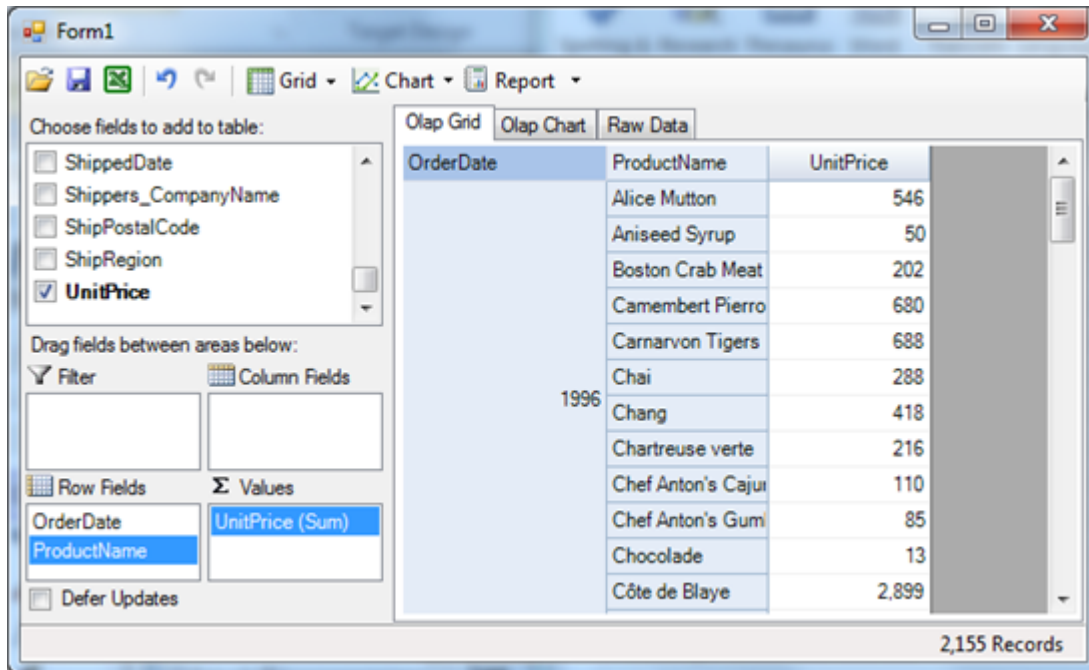 Form1
Grid Chart Report
Choose fields to add to table:
ShippedDate
Shippers_CompanyName
ShipPostalCode
ShipRegion
UnitPrice
Drag fields between areas below:
Filter Column Fields
Row Fields Σ Values
OrderDate UnitPrice (Sum)
ProductName
Defer Updates
Olap Grid Olap Chart Raw Data
OrderDate ProductName UnitPrice
Alice Mutton 546
Aniseed Syrup 50
Boston Crab Meat 202
Camembert Pierro 680
Carnarvon Tigers 688
Chai 288
1996
Chang 418
Chartreuse verte 216
Chef Anton's Cajun 110
Chef Anton's Gum 85
Chocolade 13
Côte de Blaye 2,899
2,155 Records